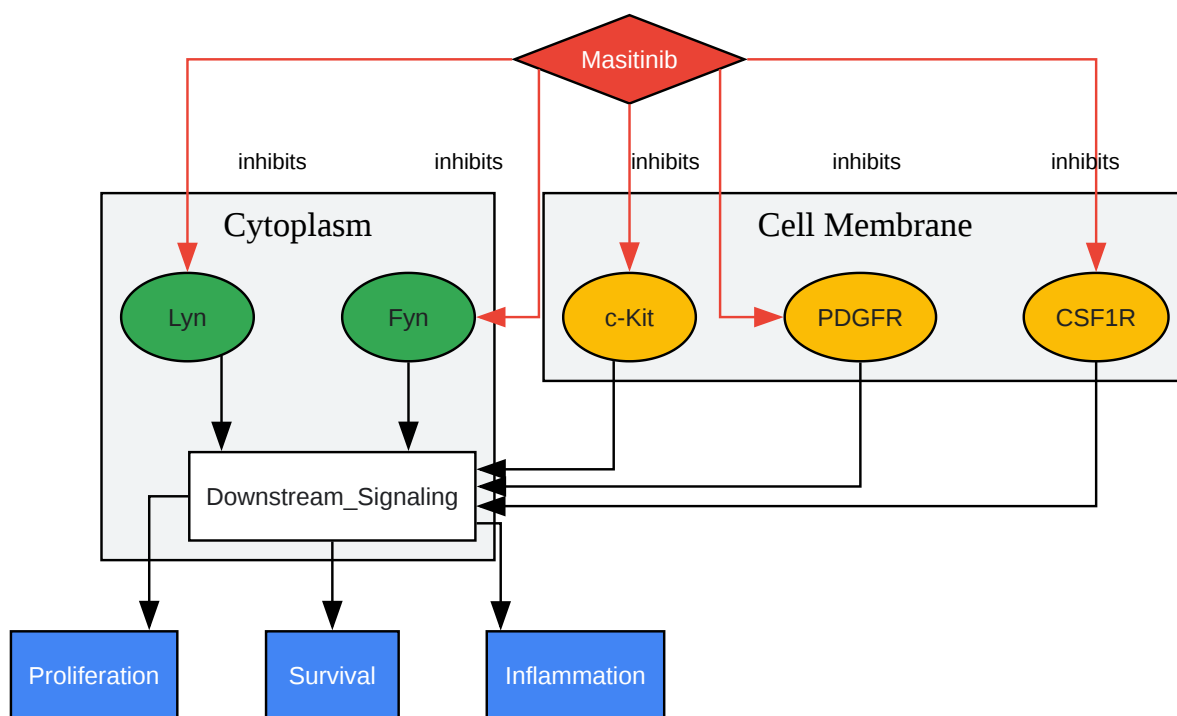 Masitinib
inhibits
inhibits
inhibits
inhibits
inhibits
Cytoplasm
Cell Membrane
Lyn
Fyn
c-Kit
PDGFR
CSF1R
Downstream_Signaling
Proliferation
Survival
Inflammation